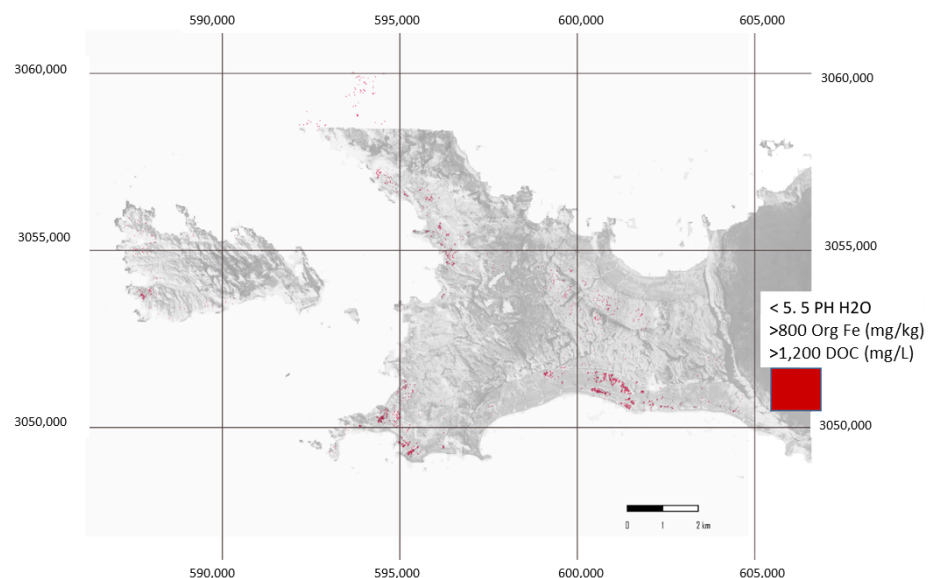 590,000 595,000 600,000 605,000
3060,000 3060,000
3055,000 3055,000
< 5. 5 PH H2O
>800 Org Fe (mg/kg)
>1,200 DOC (mg/L)
3050,000 3050,000
0 1 2 km
590,000 595,000 600,000 605,000